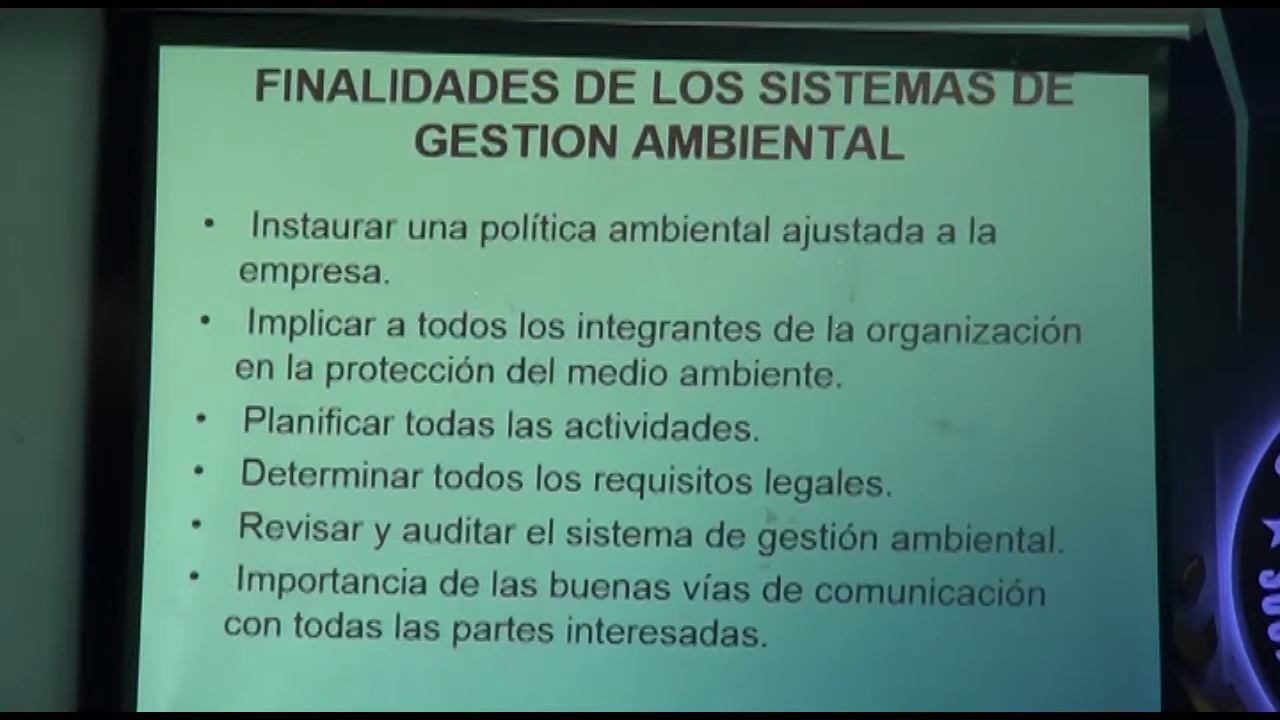 FINALIDADES DE LOS SISTEMAS DE
GESTION AMBIENTAL
• Instaurar una política ambiental ajustada a la
empresa.
• Implicar a todos los integrantes de la organización
en la protección del medio ambiente.
• Planificar todas las actividades.
• Determinar todos los requisitos legales.
• Revisar y auditar el sistema de gestión ambiental.
• Importancia de las buenas vías de comunicación
con todas las partes interesadas.